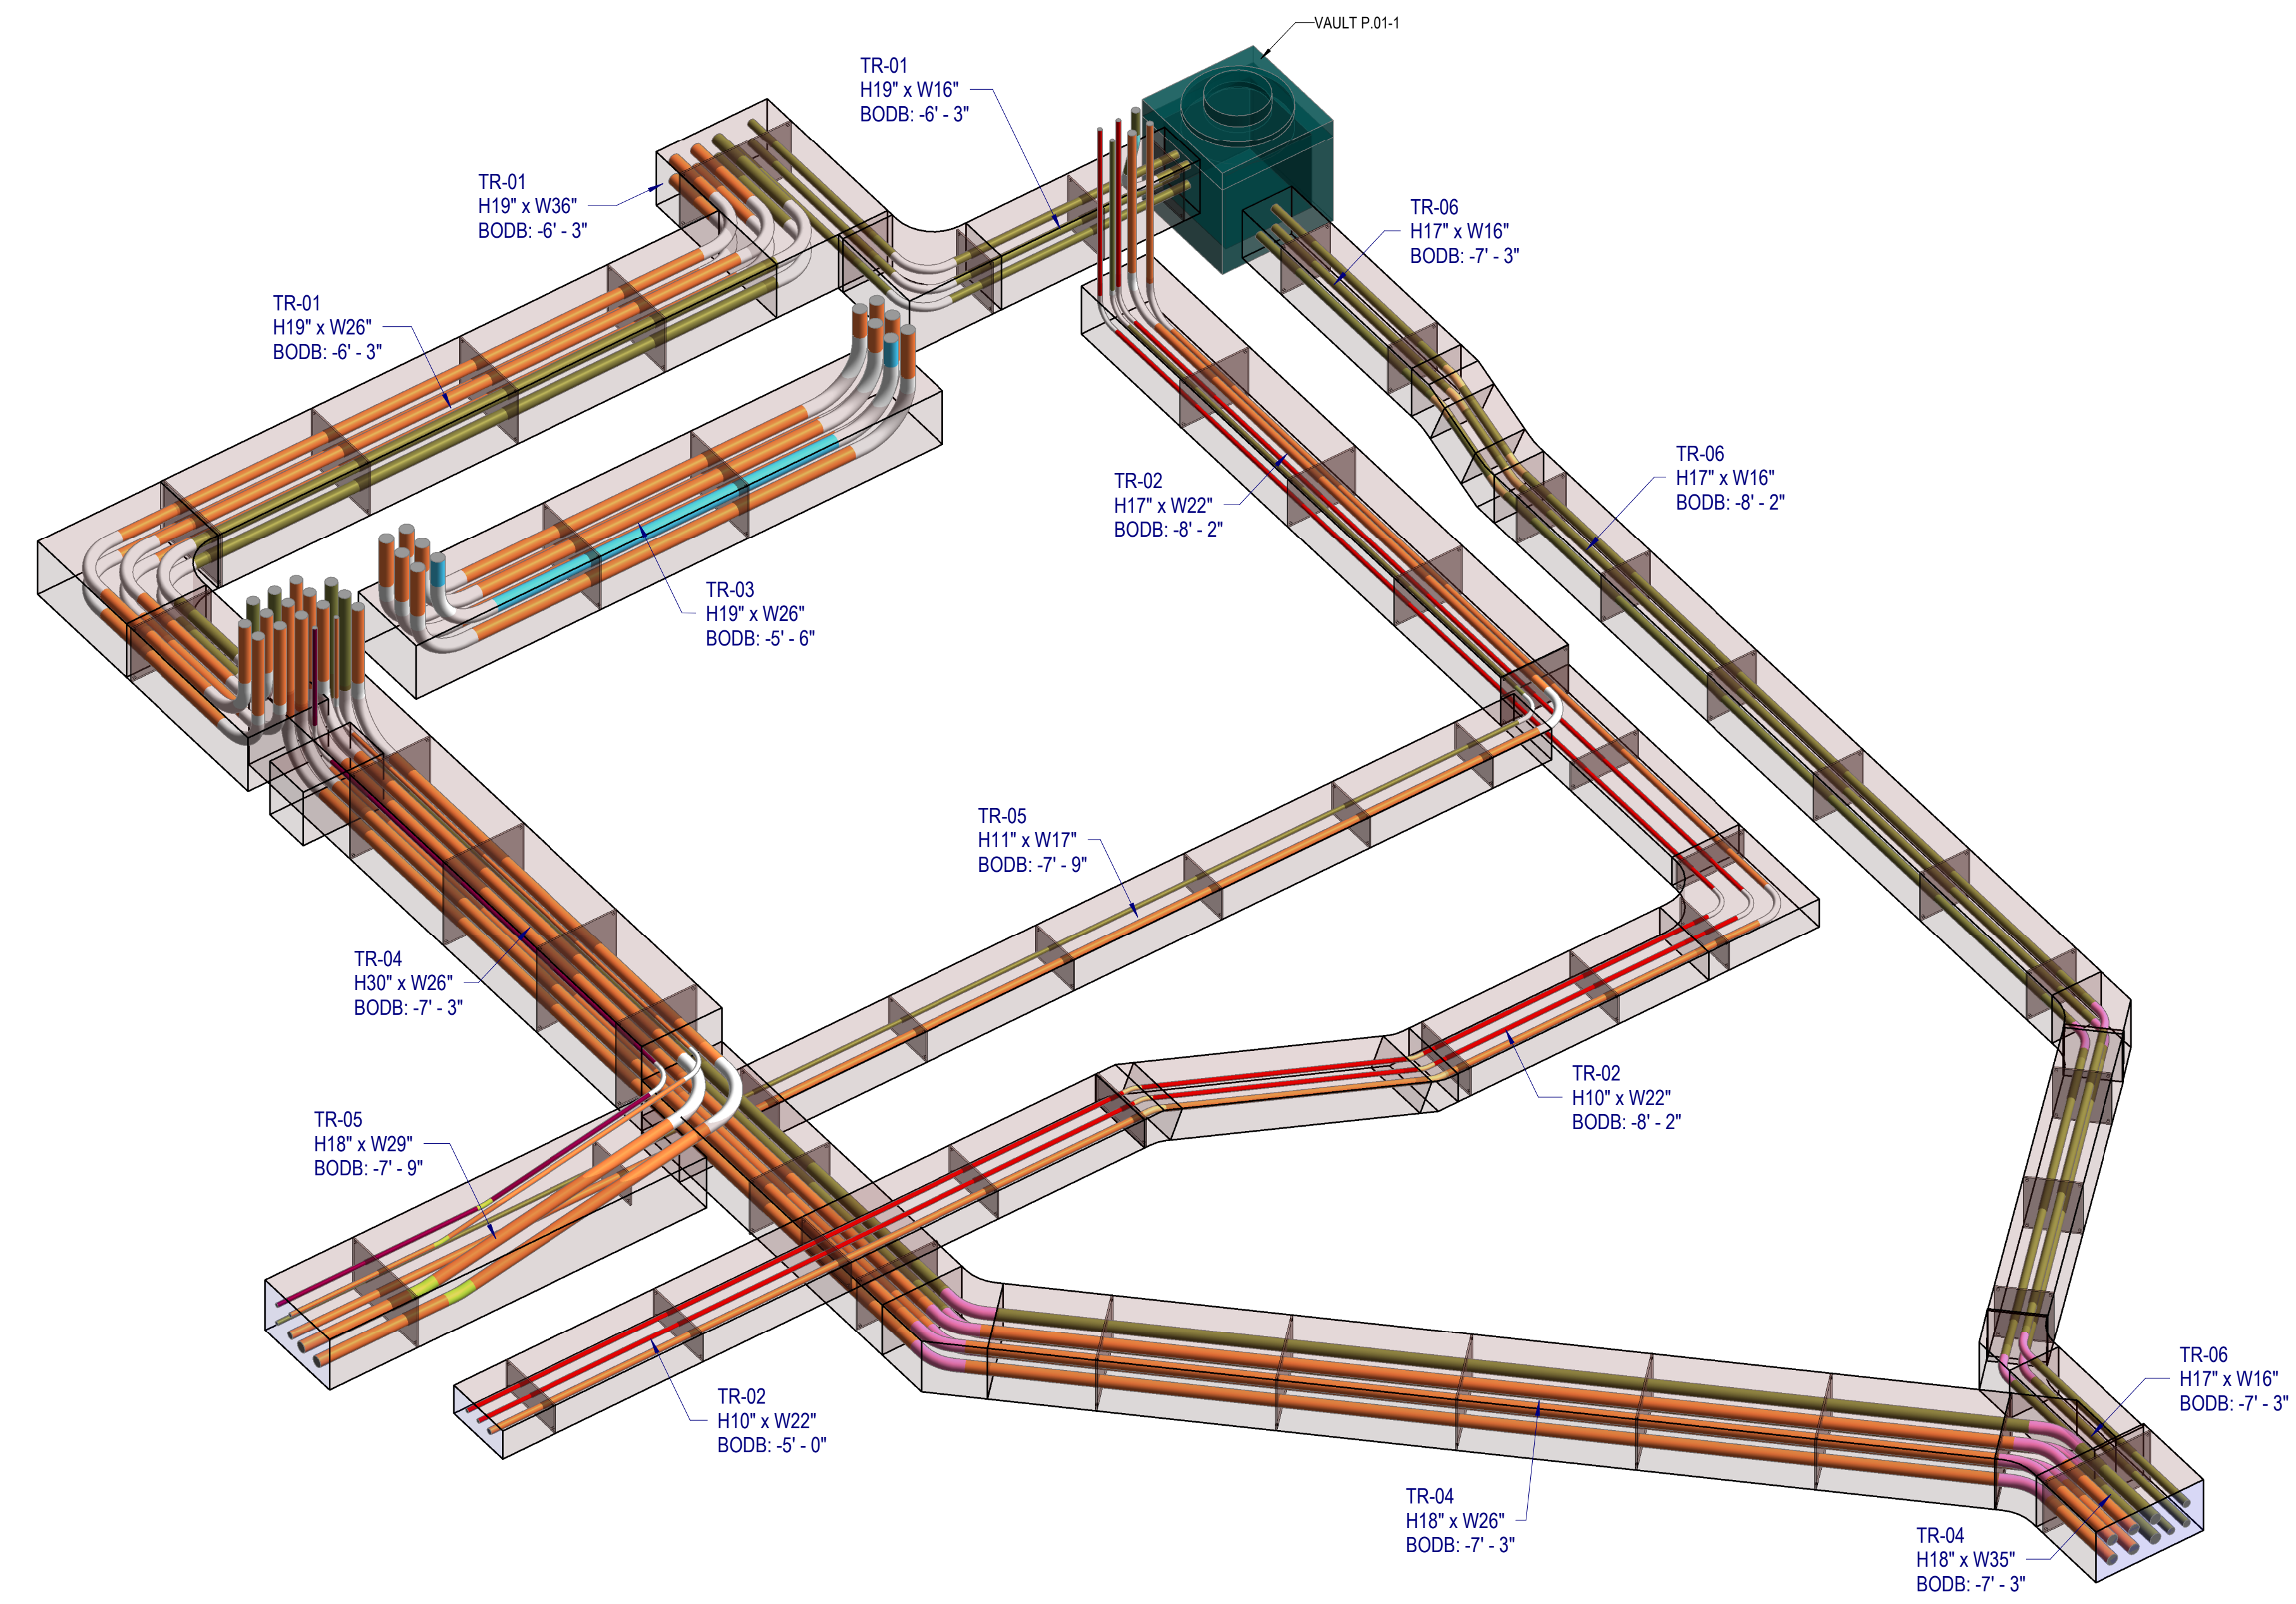 VAULT P.01-1
TR-01
H19" x W16"
BODB: -6' - 3"
TR-01
H19" x W36"
BODB: -6' - 3"
TR-06
H17" x W16"
BODB: -7' - 3"
TR-01
H19" x W26"
BODB: -6' - 3"
TR-06
H17" x W16"
BODB: -8' - 2"
TR-02
H17" x W22"
BODB: -8' - 2"
TR-03
H19" x W26"
BODB: -5' - 6"
TR-05
H11" x W17"
BODB: -7' - 9"
TR-04
H30" x W26"
BODB: -7' - 3"
TR-02
H10" x W22"
BODB: -8' - 2"
TR-05
H18" x W29"
BODB: -7' - 9"
TR-06
H17" x W16"
BODB: -7' - 3"
TR-02
H10" x W22"
BODB: -5' - 0"
TR-04
H18" x W26"
BODB: -7' - 3"
TR-04
H18" x W35"
BODB: -7' - 3"